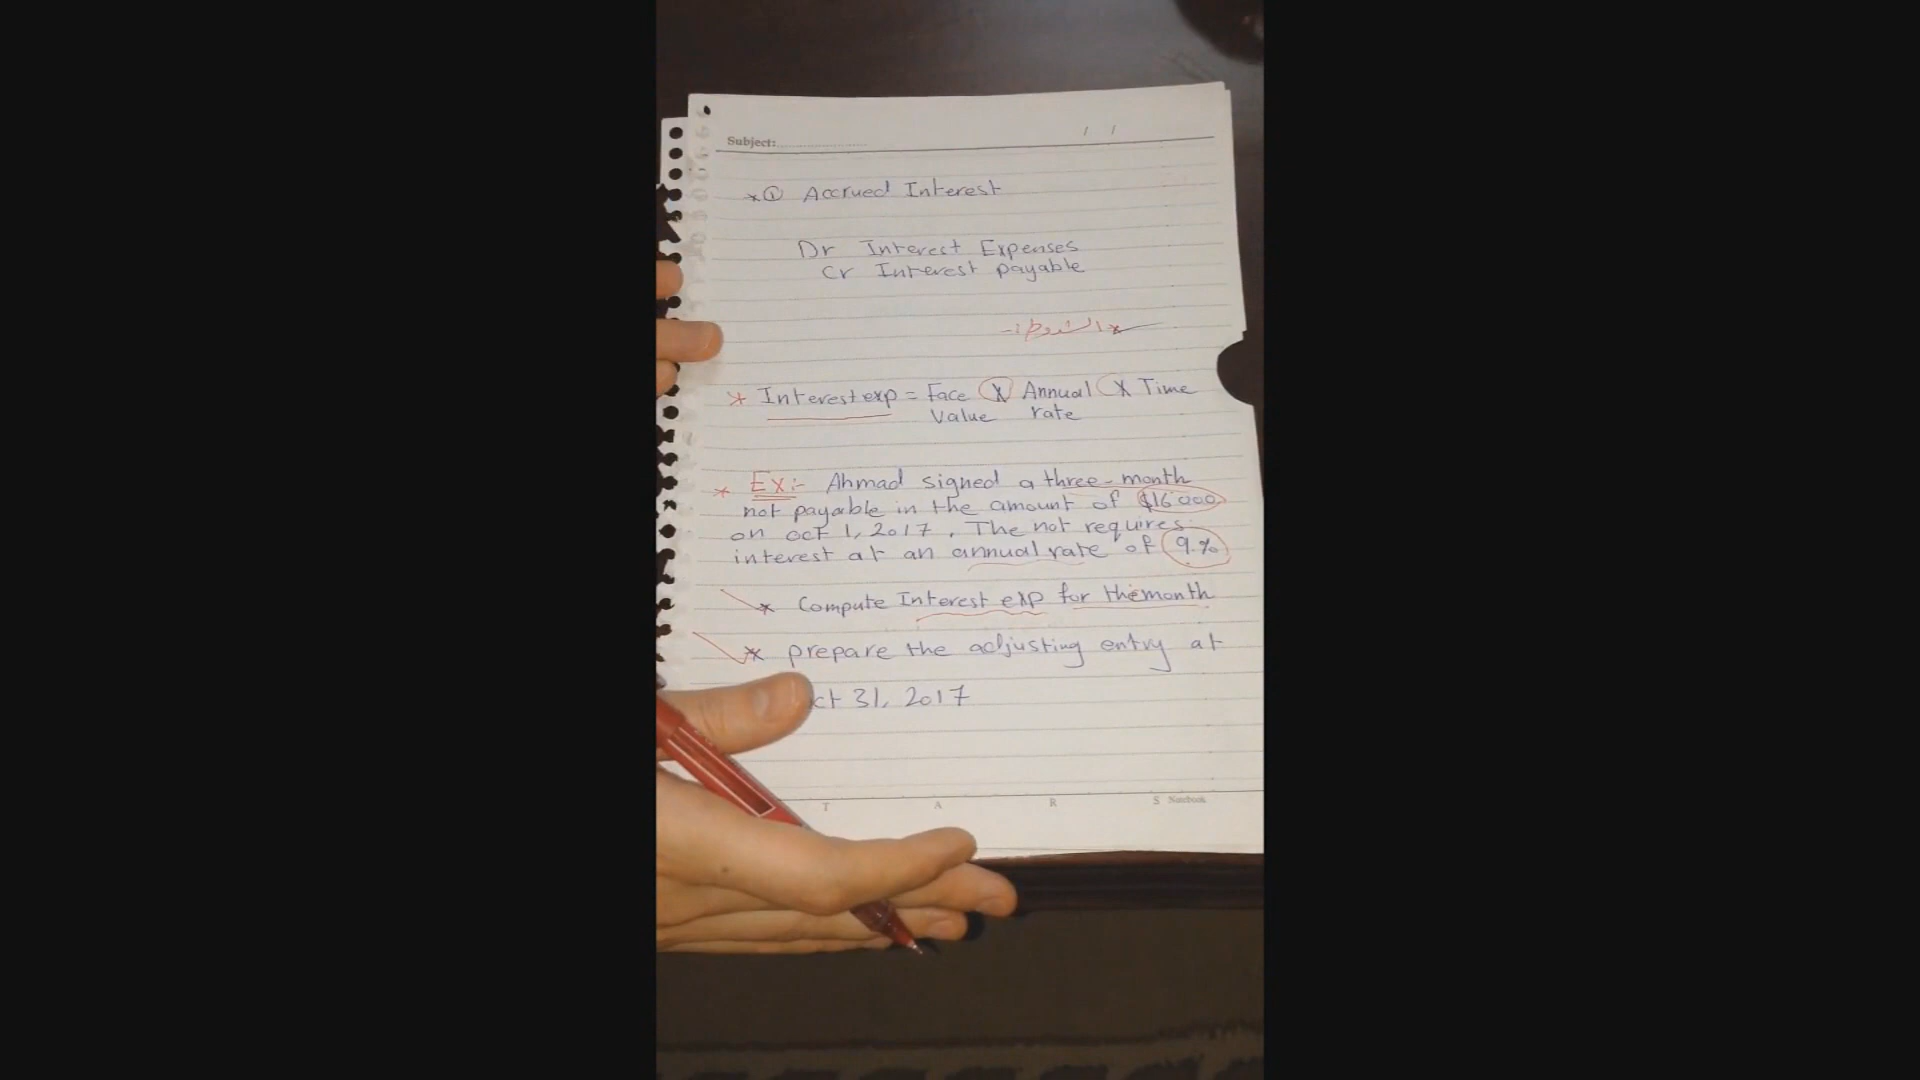 Subject:
/ /
* ① Accrued Interest
Dr Interest Expenses
Cr Interest payable
* الشروط :-
* Interest exp = Face X Annual X Time
Value rate
* Ex:- Ahmad signed a three-month
not payable in the amount of $16000
on oct 1, 2017. The not requires
interest at an annual rate of 9.%
* Compute Interest exp for the month
* prepare the adjusting entry at
ct 31, 2017
T A R S Notebook